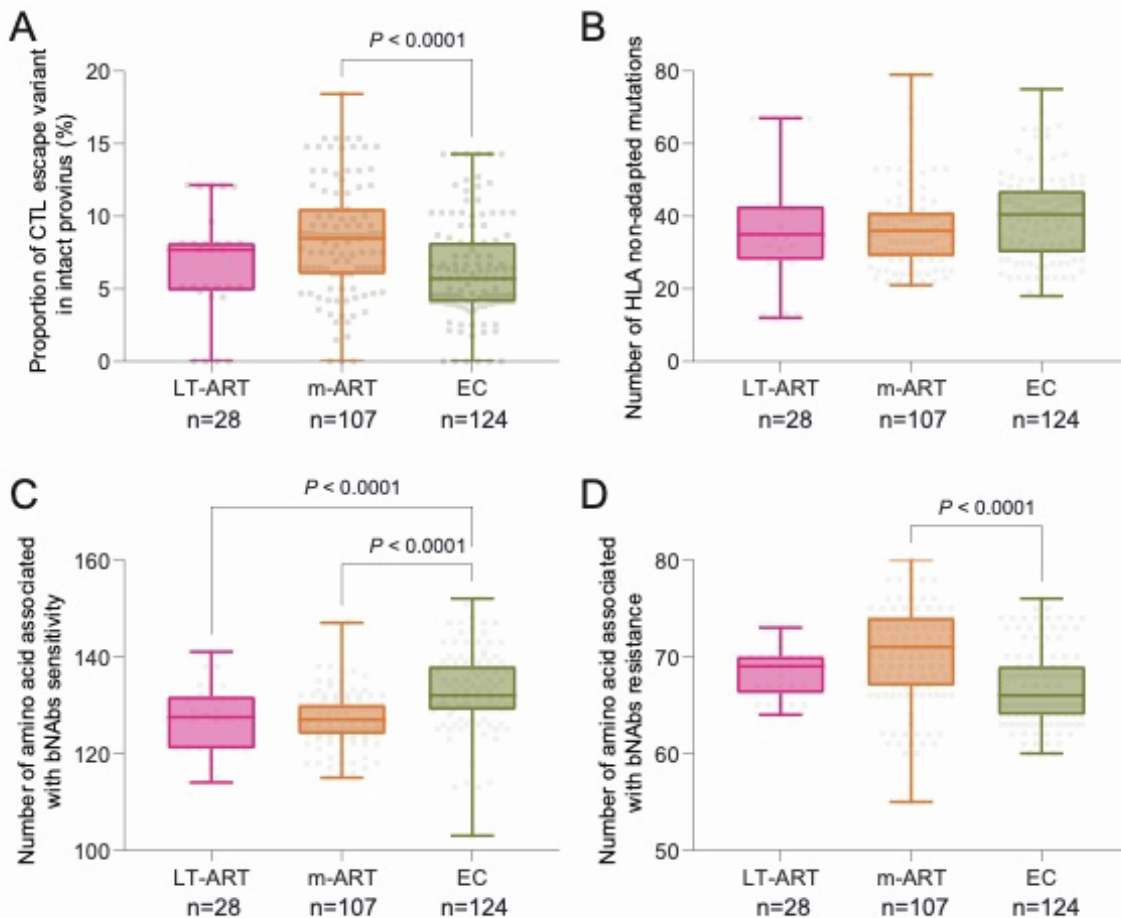 A
P < 0.0001
Proportion of CTL escape variant
in intact provirus (%)
20
15
10
5
0
LT-ART
m-ART
EC
n=28
n=107
n=124
B
Number of HLA non-adapted mutations
80
60
40
20
0
LT-ART
m-ART
EC
n=28
n=107
n=124
C
P < 0.0001
P < 0.0001
Number of amino acid associated
with bNAbs sensitivity
160
140
120
100
LT-ART
m-ART
EC
n=28
n=107
n=124
D
P < 0.0001
Number of amino acid associated
with bNAbs resistance
80
70
60
50
LT-ART
m-ART
EC
n=28
n=107
n=124